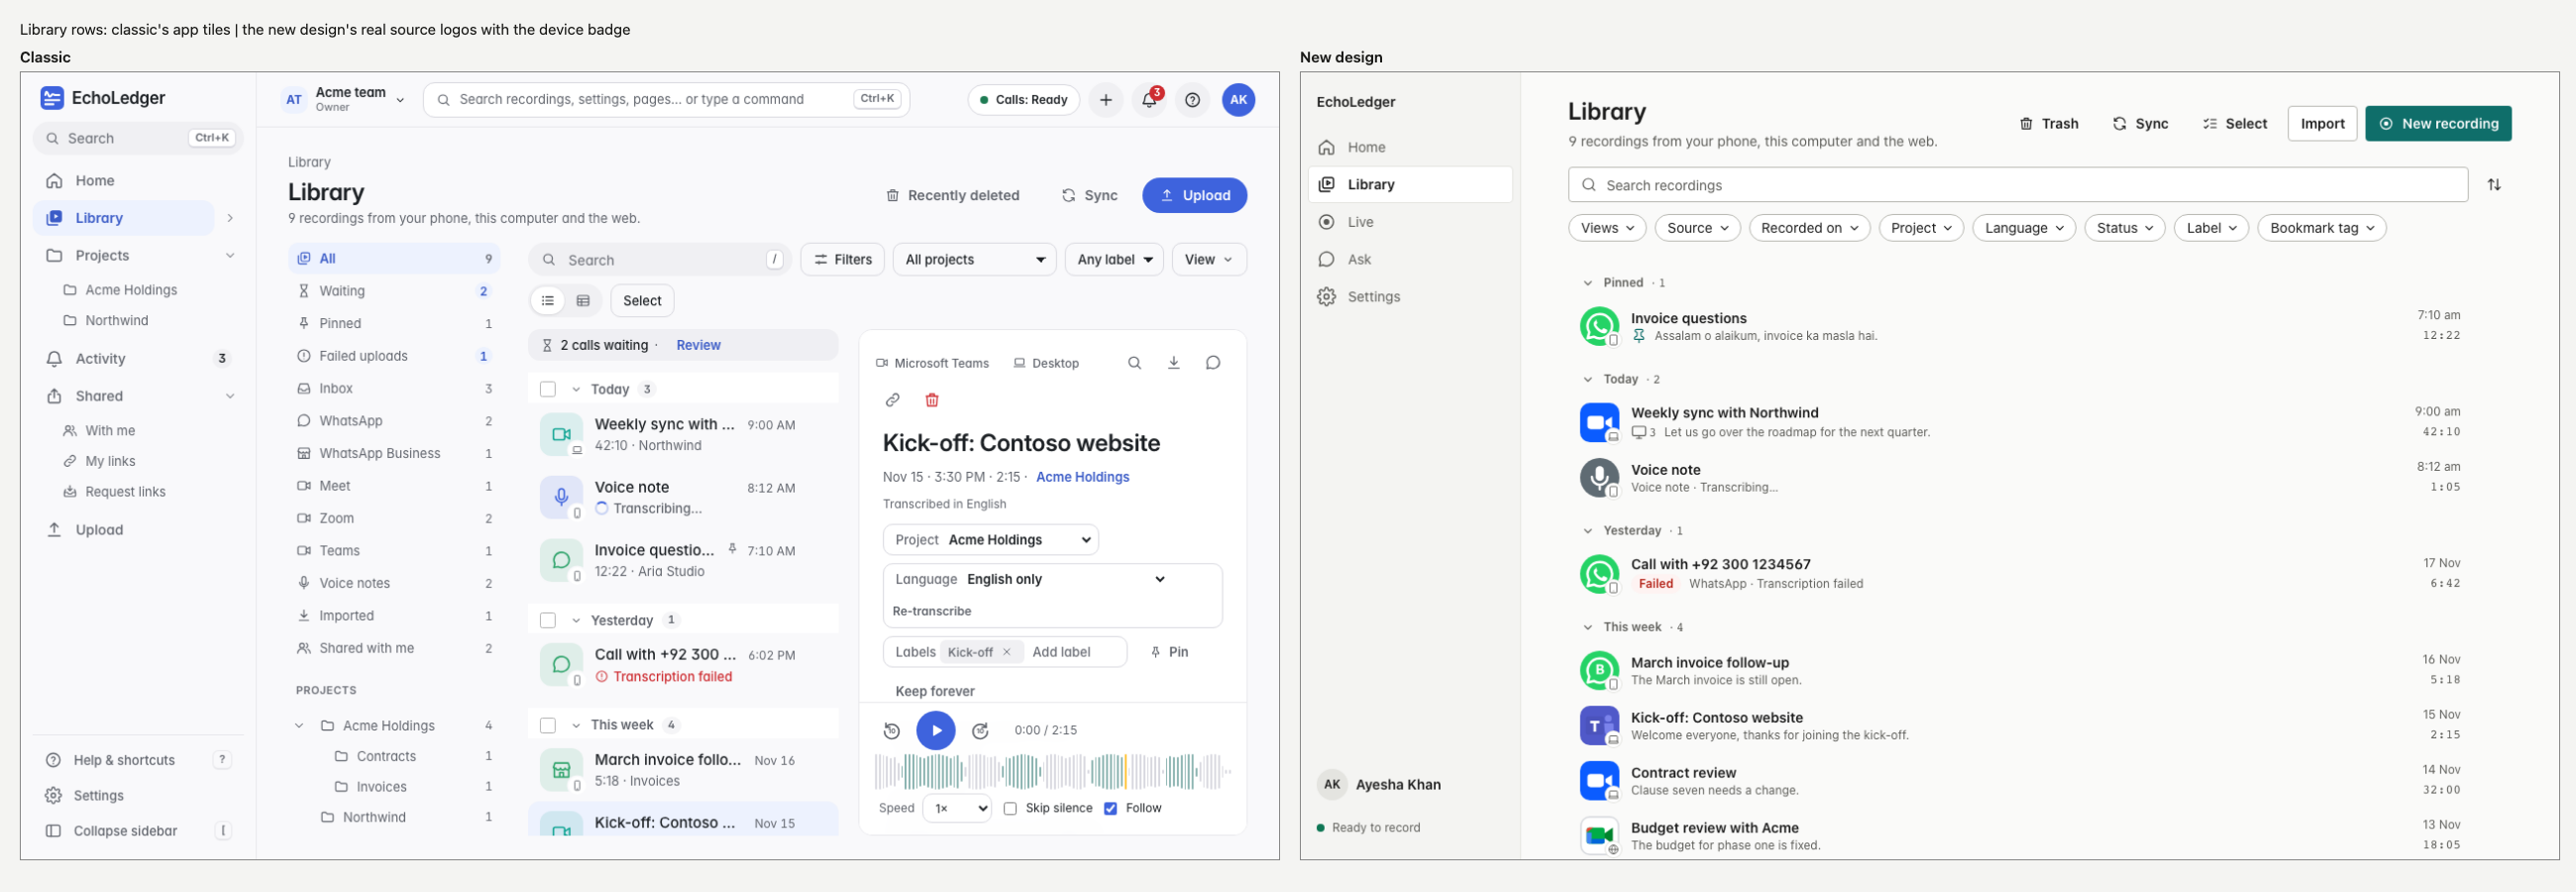 Library rows: classic's app tiles | the new design's real source logos with the device badge
Classic
EchoLedger
Search Ctrl+K
Home
Library
Projects
Acme Holdings
Northwind
Activity 3
Shared
With me
My links
Request links
Upload
Help & shortcuts ?
Settings
Collapse sidebar [
AT Acme team
Owner
Search recordings, settings, pages... or type a command Ctrl+K
Calls: Ready
3
AK
Library
Library
9 recordings from your phone, this computer and the web.
Recently deleted Sync Upload
All 9
Waiting 2
Pinned 1
Failed uploads 1
Inbox 3
WhatsApp 2
WhatsApp Business 1
Meet 1
Zoom 2
Teams 1
Voice notes 2
Imported 1
Shared with me 2
PROJECTS
Acme Holdings 4
Contracts 1
Invoices 1
Northwind 1
Search / Filters All projects Any label View
Select
2 calls waiting · Review
Today 3
Weekly sync with ... 9:00 AM
42:10 · Northwind
Voice note 8:12 AM
Transcribing...
Invoice questio... 7:10 AM
12:22 · Aria Studio
Yesterday 1
Call with +92 300 ... 6:02 PM
Transcription failed
This week 4
March invoice follo... Nov 16
5:18 · Invoices
Kick-off: Contoso ... Nov 15
Microsoft Teams Desktop
Kick-off: Contoso website
Nov 15 · 3:30 PM · 2:15 · Acme Holdings
Transcribed in English
Project Acme Holdings
Language English only
Re-transcribe
Labels Kick-off × Add label Pin
Keep forever
10 10 0:00 / 2:15
Speed 1× Skip silence Follow
New design
EchoLedger
Home
Library
Live
Ask
Settings
AK Ayesha Khan
Ready to record
Library
9 recordings from your phone, this computer and the web.
Trash Sync Select Import New recording
Search recordings
Views Source Recorded on Project Language Status Label Bookmark tag
Pinned · 1
Invoice questions 7:10 am
Assalam o alaikum, invoice ka masla hai. 12:22
Today · 2
Weekly sync with Northwind 9:00 am
3 Let us go over the roadmap for the next quarter. 42:10
Voice note 8:12 am
Voice note · Transcribing... 1:05
Yesterday · 1
Call with +92 300 1234567 17 Nov
Failed WhatsApp · Transcription failed 6:42
This week · 4
B March invoice follow-up 16 Nov
The March invoice is still open. 5:18
T Kick-off: Contoso website 15 Nov
Welcome everyone, thanks for joining the kick-off. 2:15
Contract review 14 Nov
Clause seven needs a change. 32:00
Budget review with Acme 13 Nov
The budget for phase one is fixed. 18:05